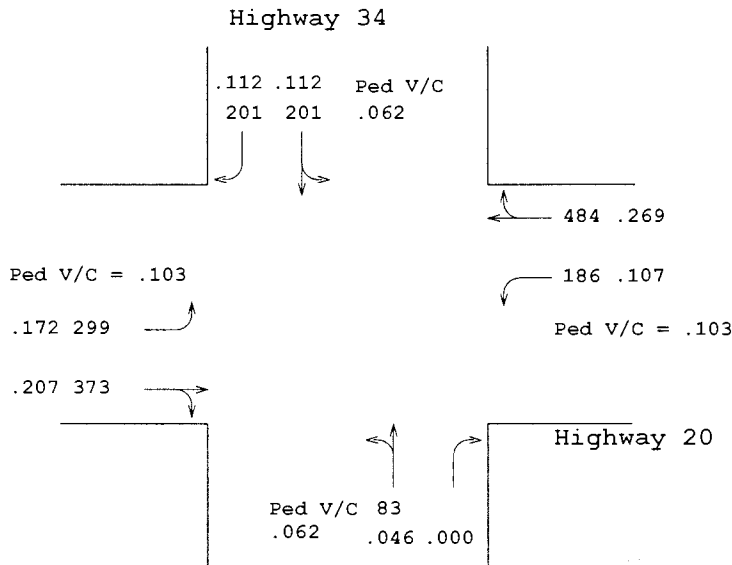 Highway 34
.112 .112 Ped V/C
201 201 .062
484 .269
Ped V/C = .103
186 .107
.172 299
Ped V/C = .103
.207 373
Highway 20
Ped V/C 83
.062 .046 .000